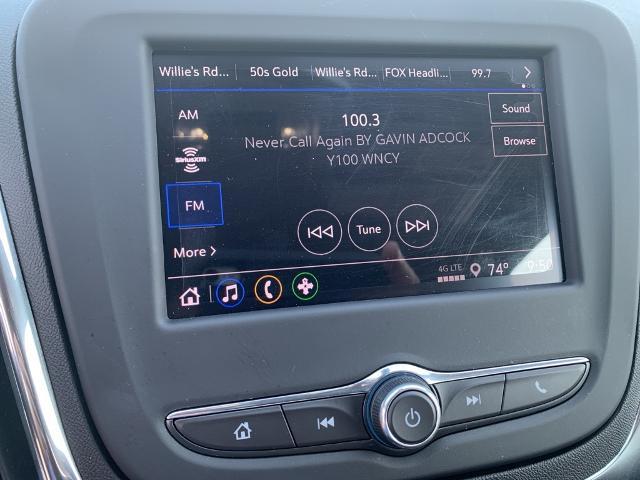 Willie's Rd... 50s Gold Willie's Rd... FOX Headli... 99.7
AM
100.3
Sound
Never Call Again BY GAVIN ADCOCK
Browse
SiriusXM
Y100 WNCY
FM
Tune
More
4G LTE 74° 9:50